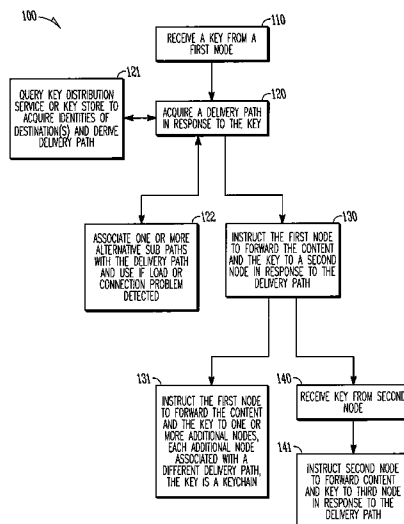 100
110
RECEIVE A KEY FROM A
FIRST NODE
121
QUERY KEY DISTRIBUTION
SERVICE OR KEY STORE TO
ACQUIRE IDENTITIES OF
DESTINATION(S) AND DERIVE
DELIVERY PATH
120
ACQUIRE A DELIVERY PATH
IN RESPONSE TO THE KEY
122
ASSOCIATE ONE OR MORE
ALTERNATIVE SUB PATHS
WITH THE DELIVERY PATH
AND USE IF LOAD OR
CONNECTION PROBLEM
DETECTED
130
INSTRUCT THE FIRST NODE
TO FORWARD THE CONTENT
AND THE KEY TO A SECOND
NODE IN RESPONSE TO THE
DELIVERY PATH
131
INSTRUCT THE FIRST NODE
TO FORWARD THE CONTENT
AND THE KEY TO ONE OR
MORE ADDITIONAL NODES,
EACH ADDITIONAL NODE
ASSOCIATED WITH A
DIFFERENT DELIVERY PATH,
THE KEY IS A KEYCHAIN
140
RECEIVE KEY FROM SECOND
NODE
141
INSTRUCT SECOND NODE
TO FORWARD CONTENT
AND KEY TO THIRD NODE
IN RESPONSE TO THE
DELIVERY PATH